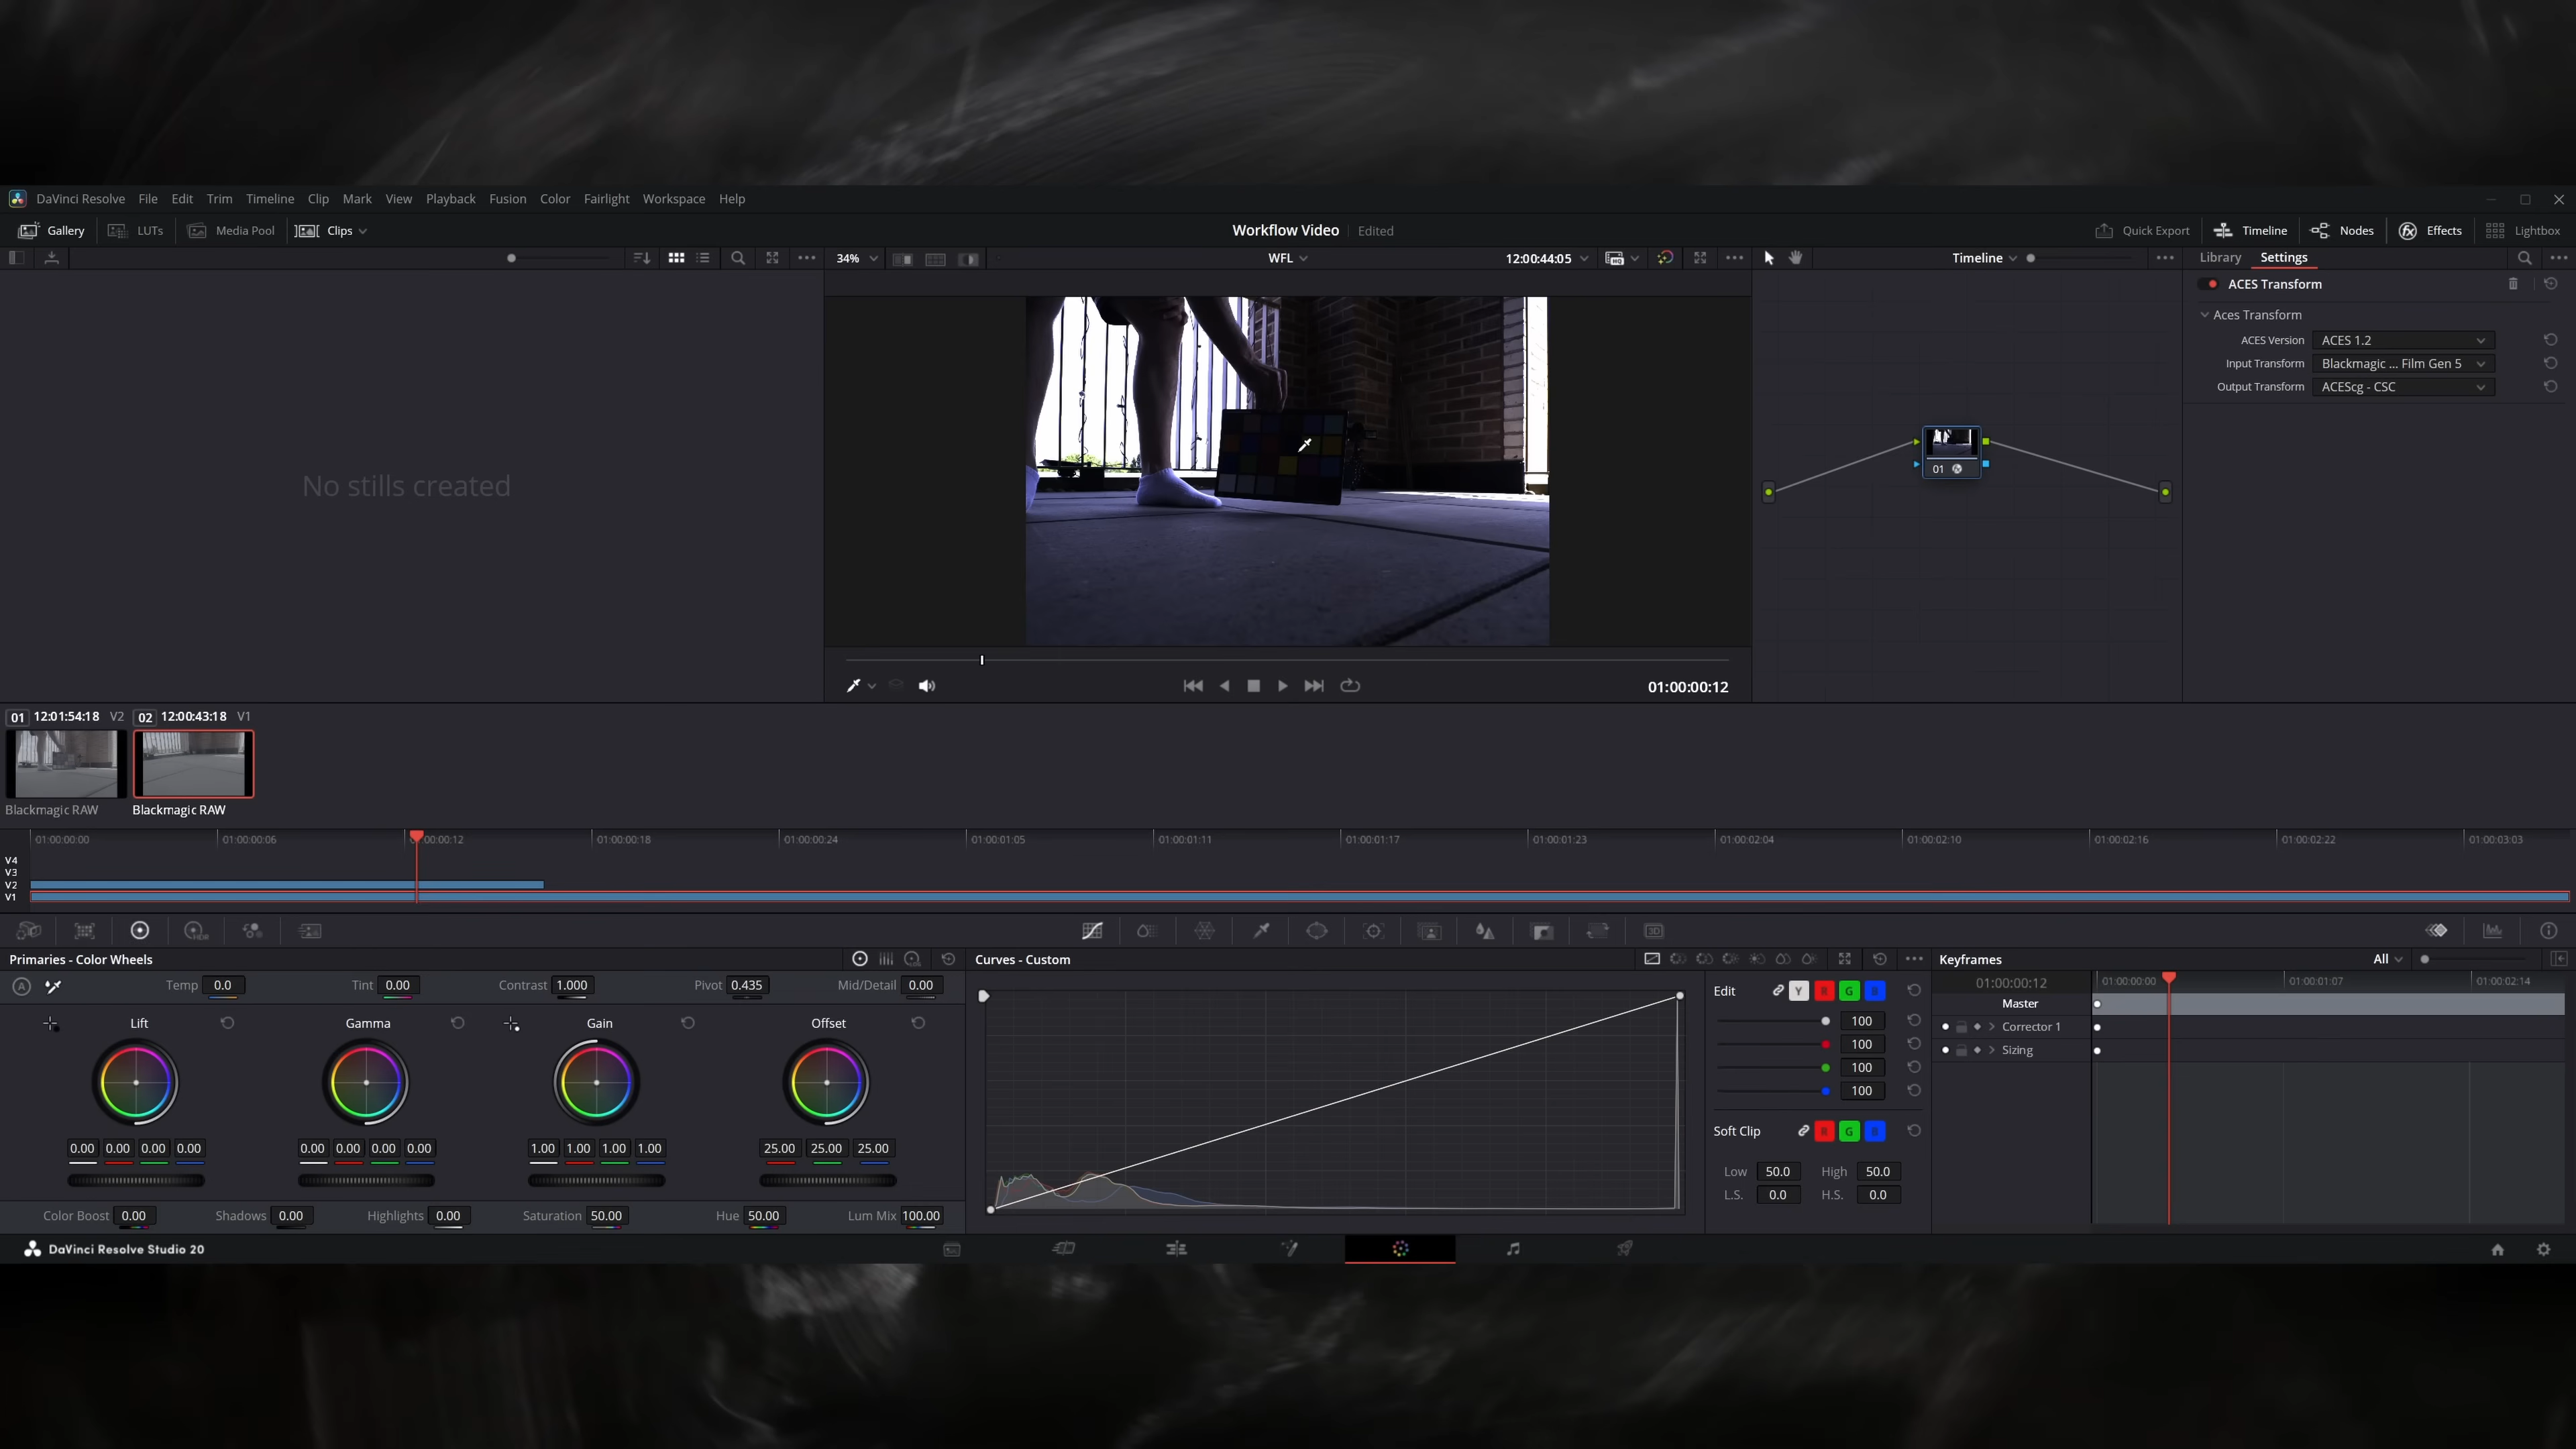 DaVinci Resolve File Edit Trim Timeline Clip Mark View Playback Fusion Color Fairlight Workspace Help
Gallery LUTs Media Pool Clips Workflow Video Edited Quick Export Timeline Nodes Effects Lightbox
34% WFL 12:00:44:05 Timeline Library Settings
ACES Transform
Aces Transform
ACES Version ACES 1.2
Input Transform Blackmagic ... Film Gen 5
Output Transform ACEScg - CSC
01
No stills created
01:00:00:12
01 12:01:54:18 V2 02 12:00:43:18 V1
Blackmagic RAW Blackmagic RAW
01:00:00:00 01:00:00:06 00:00:12 01:00:00:18 01:00:00:24 01:00:01:05 01:00:01:11 01:00:01:17 01:00:01:23 01:00:02:04 01:00:02:10 01:00:02:16 01:00:02:22 01:00:03:03
V4
V3
V2
V1
HDR 3D
Primaries - Color Wheels Curves - Custom Keyframes All
A Temp 0.0 Tint 0.00 Contrast 1.000 Pivot 0.435 Mid/Detail 0.00
Lift Gamma Gain Offset
0.00 0.00 0.00 0.00 0.00 0.00 0.00 0.00 1.00 1.00 1.00 1.00 25.00 25.00 25.00
Color Boost 0.00 Shadows 0.00 Highlights 0.00 Saturation 50.00 Hue 50.00 Lum Mix 100.00
Edit Y R G B
100
100
100
100
Soft Clip R G B
Low 50.0 High 50.0
L.S. 0.0 H.S. 0.0
01:00:00:12 01:00:00:00 01:00:01:07 01:00:02:14
Master
Corrector 1
Sizing
DaVinci Resolve Studio 20